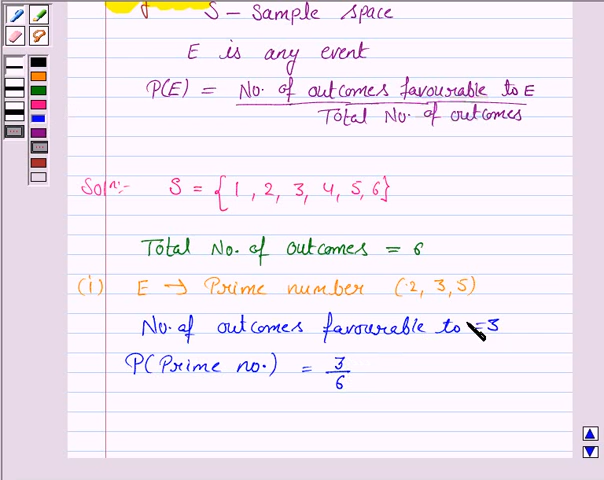 S - Sample space
E is any event
P(E) = No. of outcomes favourable to E / Total No. of outcomes
Soln:- S = {1, 2, 3, 4, 5, 6}
Total No. of outcomes = 6
(i) E → Prime number (2, 3, 5)
No. of outcomes favourable to = 3
P(Prime no.) = 3/6